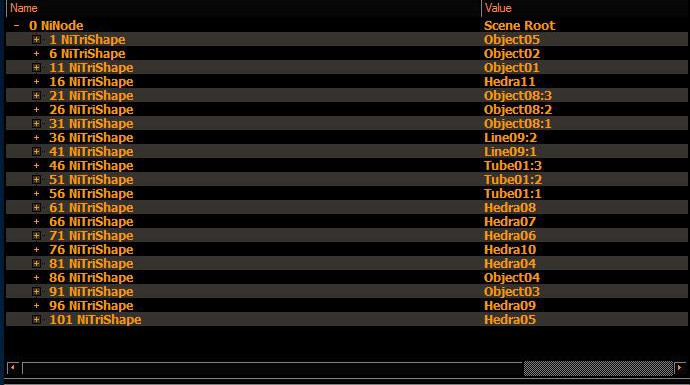 Name Value
- 0 NiNode Scene Root
+ 1 NiTriShape Object05
+ 6 NiTriShape Object02
+ 11 NiTriShape Object01
+ 16 NiTriShape Hedra11
+ 21 NiTriShape Object08:3
+ 26 NiTriShape Object08:2
+ 31 NiTriShape Object08:1
+ 36 NiTriShape Line09:2
+ 41 NiTriShape Line09:1
+ 46 NiTriShape Tube01:3
+ 51 NiTriShape Tube01:2
+ 56 NiTriShape Tube01:1
+ 61 NiTriShape Hedra08
+ 66 NiTriShape Hedra07
+ 71 NiTriShape Hedra06
+ 76 NiTriShape Hedra10
+ 81 NiTriShape Hedra04
+ 86 NiTriShape Object04
+ 91 NiTriShape Object03
+ 96 NiTriShape Hedra09
+ 101 NiTriShape Hedra05